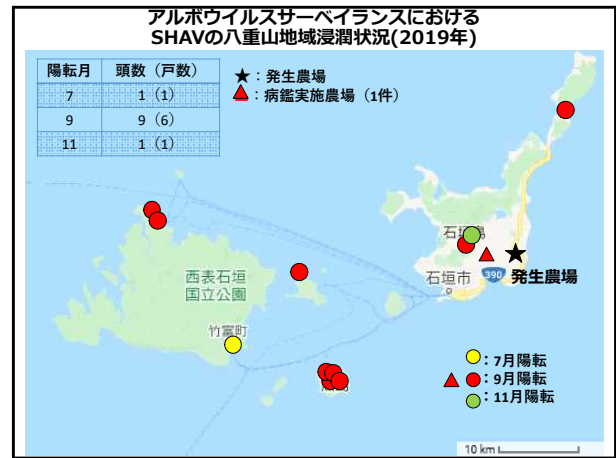 アルボウイルスサーベイランスにおける
SHAVの八重山地域浸潤状況(2019年)
陽転月 頭数（戸数）
7 1（1）
9 9（6）
11 1（1）
★：発生農場
▲：病鑑実施農場（1件）
西表石垣
国立公園
竹富町
石垣市
390
発生農場
：7月陽転
：9月陽転
：11月陽転
10 km